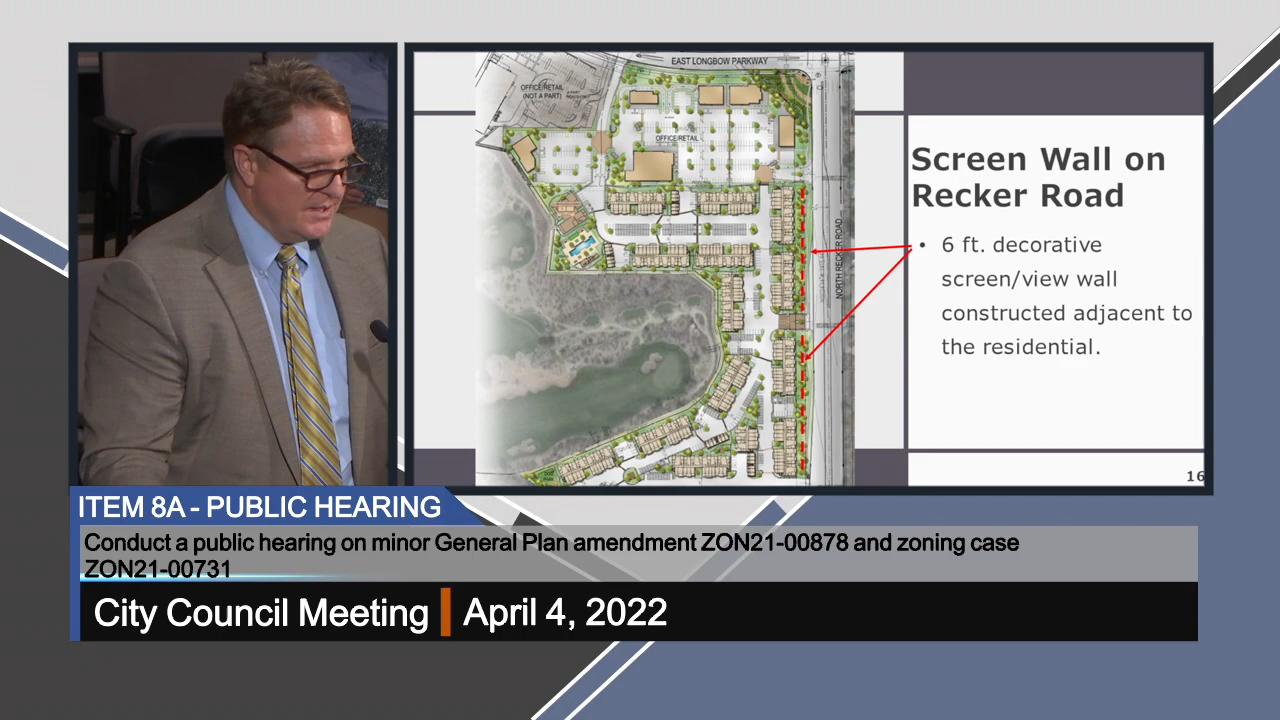 EAST LONGBOW PARKWAY
OFFICE/RETAIL
(NOT A PART)
OFFICE/RETAIL
NORTH RECKER ROAD
Screen Wall on
Recker Road
• 6 ft. decorative
screen/view wall
constructed adjacent to
the residential.
16
ITEM 8A - PUBLIC HEARING
Conduct a public hearing on minor General Plan amendment ZON21-00878 and zoning case
ZON21-00731
City Council Meeting
April 4, 2022